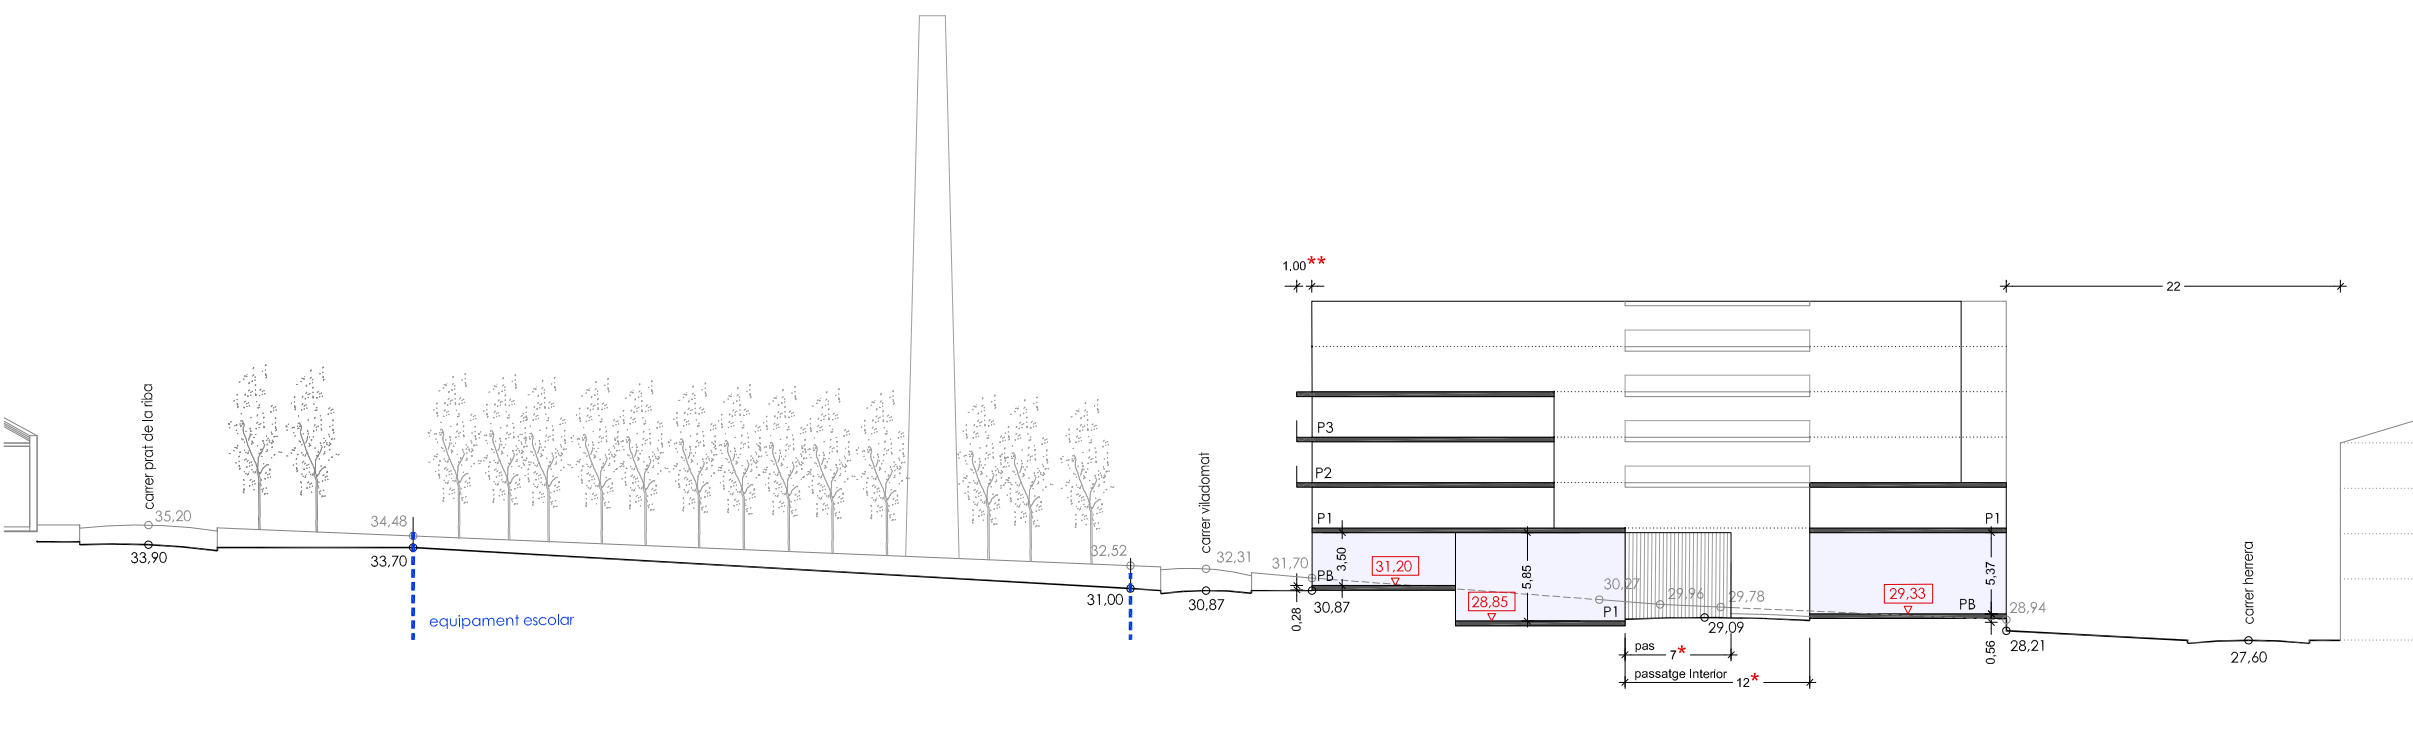 1,00**
22
carrer prat de la riba
35,20
33,90
34,48
33,70
equipament escolar
32,52
31,00
carrer viladomat
32,31
30,87
31,70
30,87
0,28
P3
P2
P1
PB
3,50
31,20
28,85
5,85
P1
30,27
29,96
29,78
29,09
pas
7*
passatge Interior
12*
P1
PB
29,33
5,37
0,56
28,94
28,21
carrer herrera
27,60